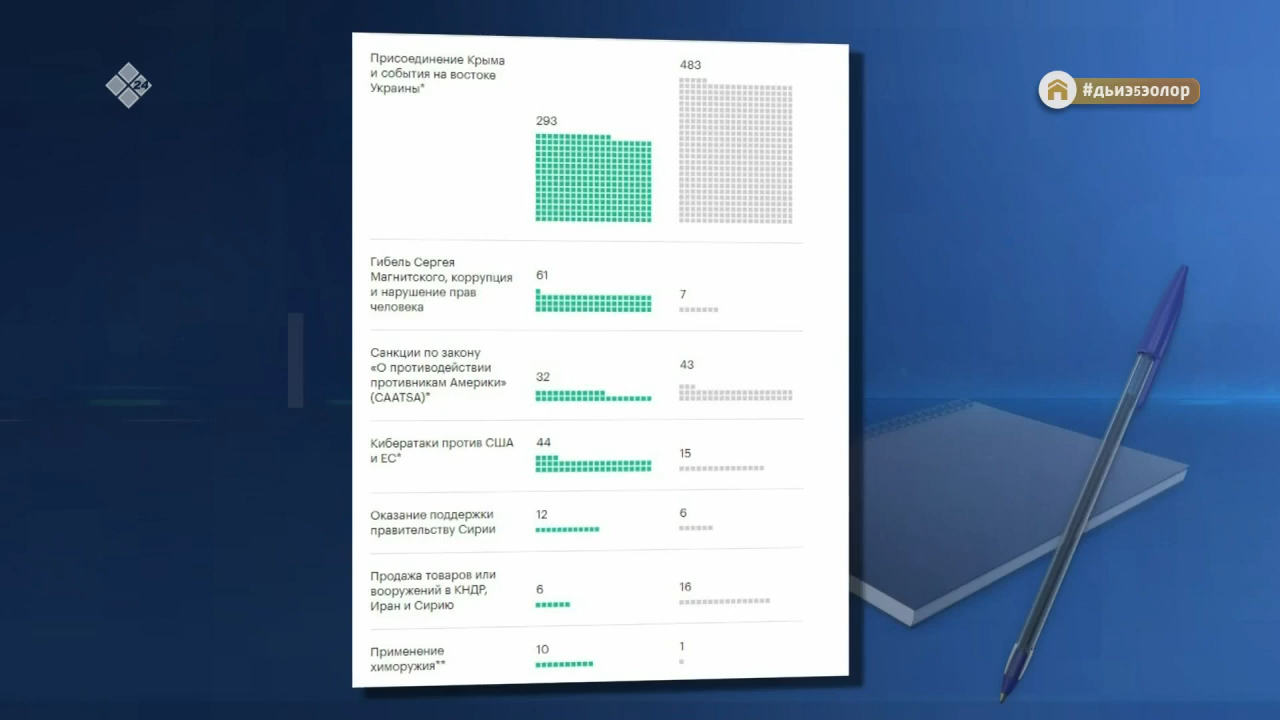 Присоединение Крыма
и события на востоке
Украины*
293
483
Гибель Сергея
Магнитского, коррупция
и нарушение прав
человека
61
7
Санкции по закону
«О противодействии
противникам Америки»
(CAATSA)*
32
43
Кибератаки против США
и ЕС*
44
15
Оказание поддержки
правительству Сирии
12
6
Продажа товаров или
вооружений в КНДР,
Иран и Сирию
6
16
Применение
химоружия**
10
1
Х24
#дьиэ5эолор